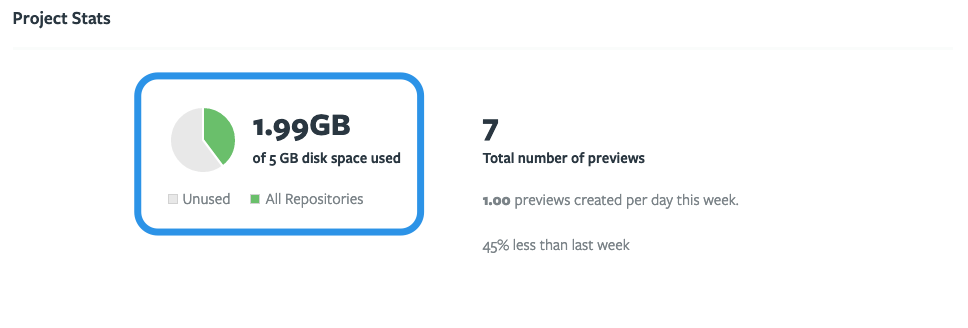 Project Stats
1.99GB
of 5 GB disk space used
Unused
All Repositories
7
Total number of previews
1.00 previews created per day this week.
45% less than last week